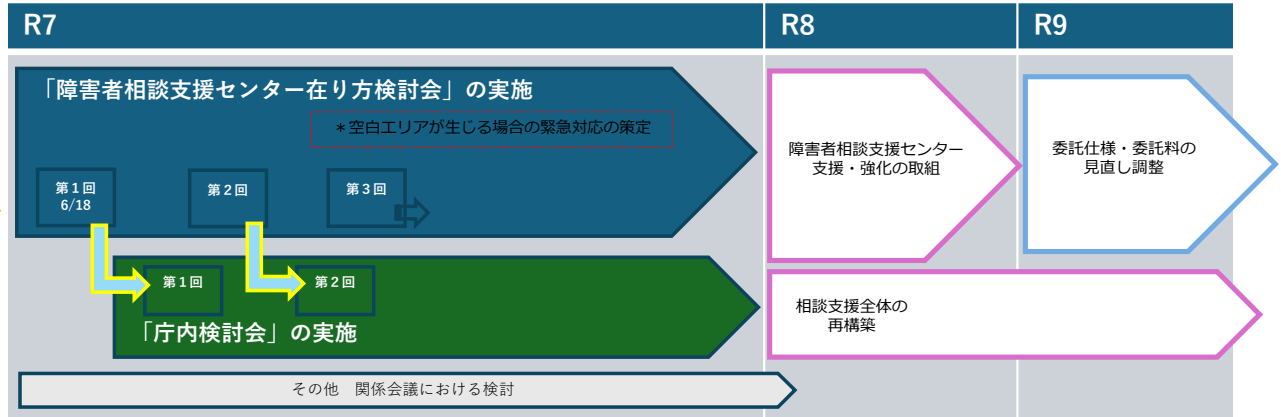 R7
R8
R9
「障害者相談支援センター在り方検討会」の実施
＊空白エリアが生じる場合の緊急対応の策定
第１回
6/18
第２回
第３回
第１回
第２回
「庁内検討会」の実施
その他　関係会議における検討
障害者相談支援センター
支援・強化の取組
委託仕様・委託料の
見直し調整
相談支援全体の
再構築